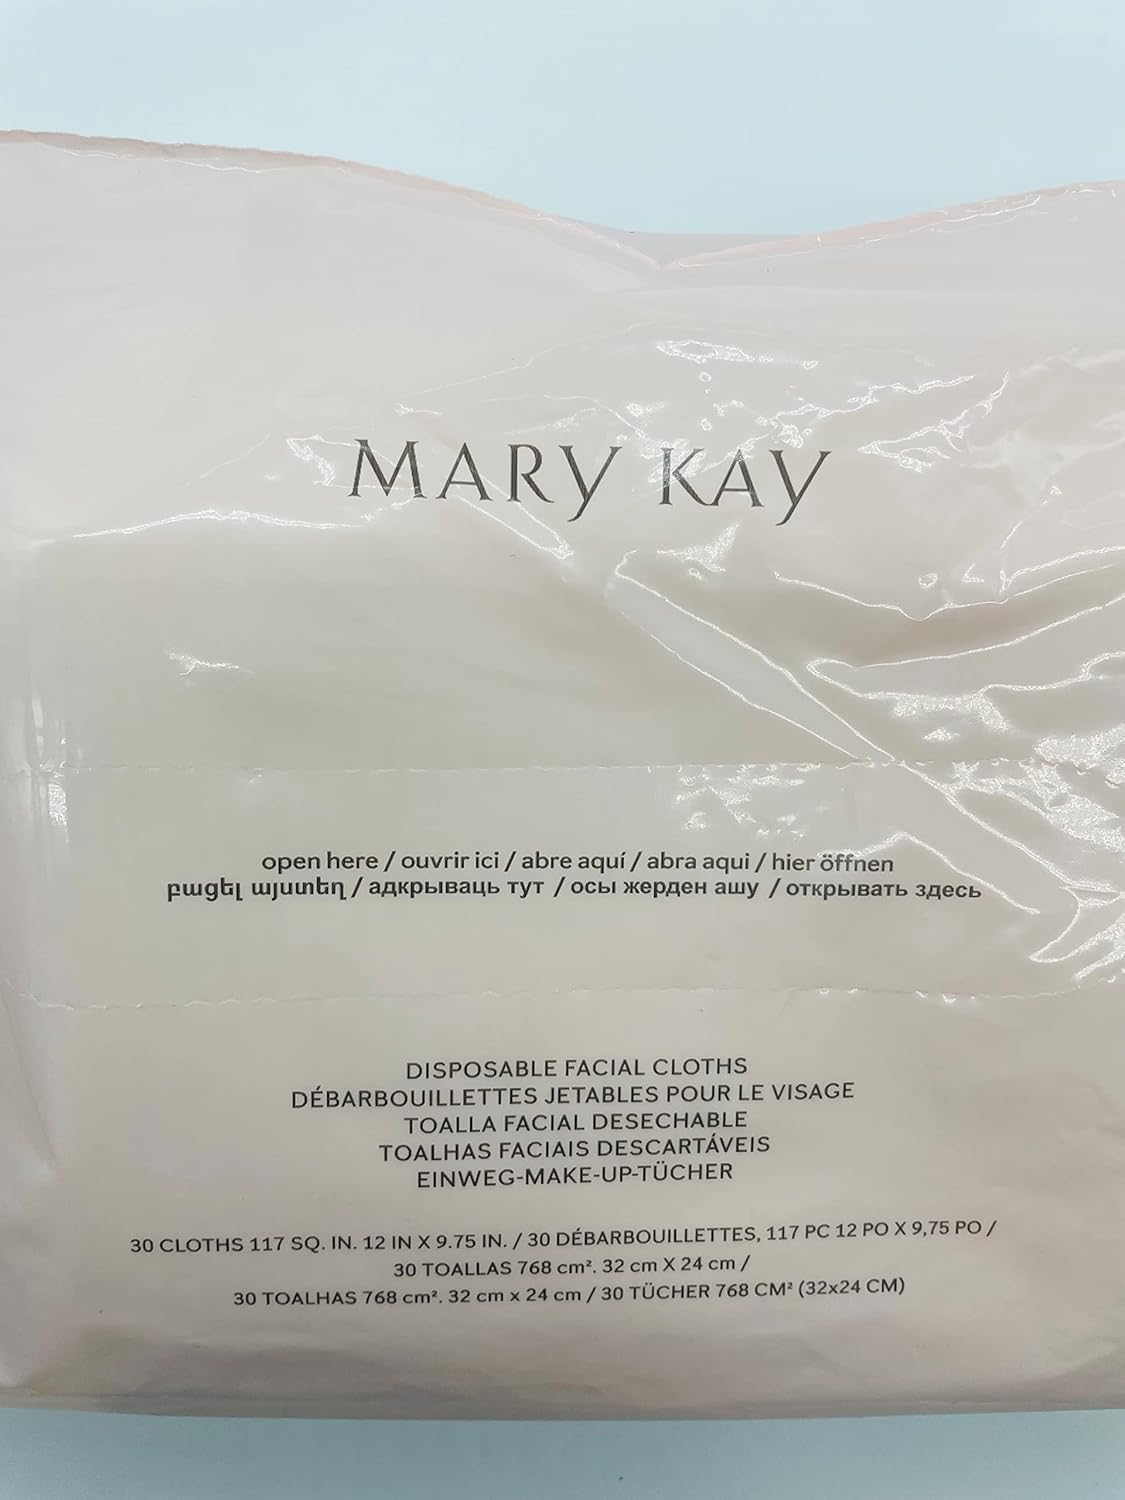 MARY KAY
open here / ouvrir ici / abre aquí / abra aqui / hier öffnen
բացել այստեղ / адкрываць тут / осы жерден ашу / открывать здесь
DISPOSABLE FACIAL CLOTHS
DÉBARBOUILLETTES JETABLES POUR LE VISAGE
TOALLA FACIAL DESECHABLE
TOALHAS FACIAIS DESCARTÁVEIS
EINWEG-MAKE-UP-TÜCHER
30 CLOTHS 117 SQ. IN. 12 IN X 9.75 IN. / 30 DÉBARBOUILLETTES, 117 PC 12 PO X 9,75 PO /
30 TOALLAS 768 cm². 32 cm X 24 cm /
30 TOALHAS 768 cm². 32 cm x 24 cm / 30 TÜCHER 768 CM² (32x24 CM)